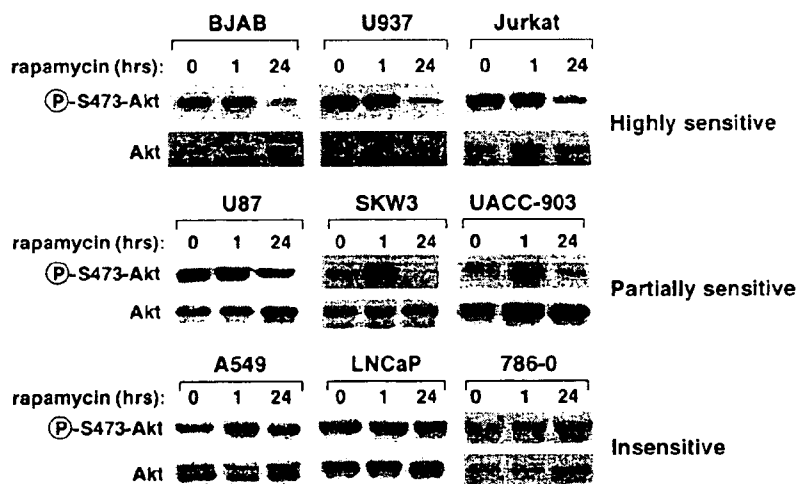 BJAB U937 Jurkat
rapamycin (hrs): 0 1 24 0 1 24 0 1 24
Ⓟ-S473-Akt
Highly sensitive
Akt
U87 SKW3 UACC-903
rapamycin (hrs): 0 1 24 0 1 24 0 1 24
Ⓟ-S473-Akt
Partially sensitive
Akt
A549 LNCaP 786-0
rapamycin (hrs): 0 1 24 0 1 24 0 1 24
Ⓟ-S473-Akt
Insensitive
Akt